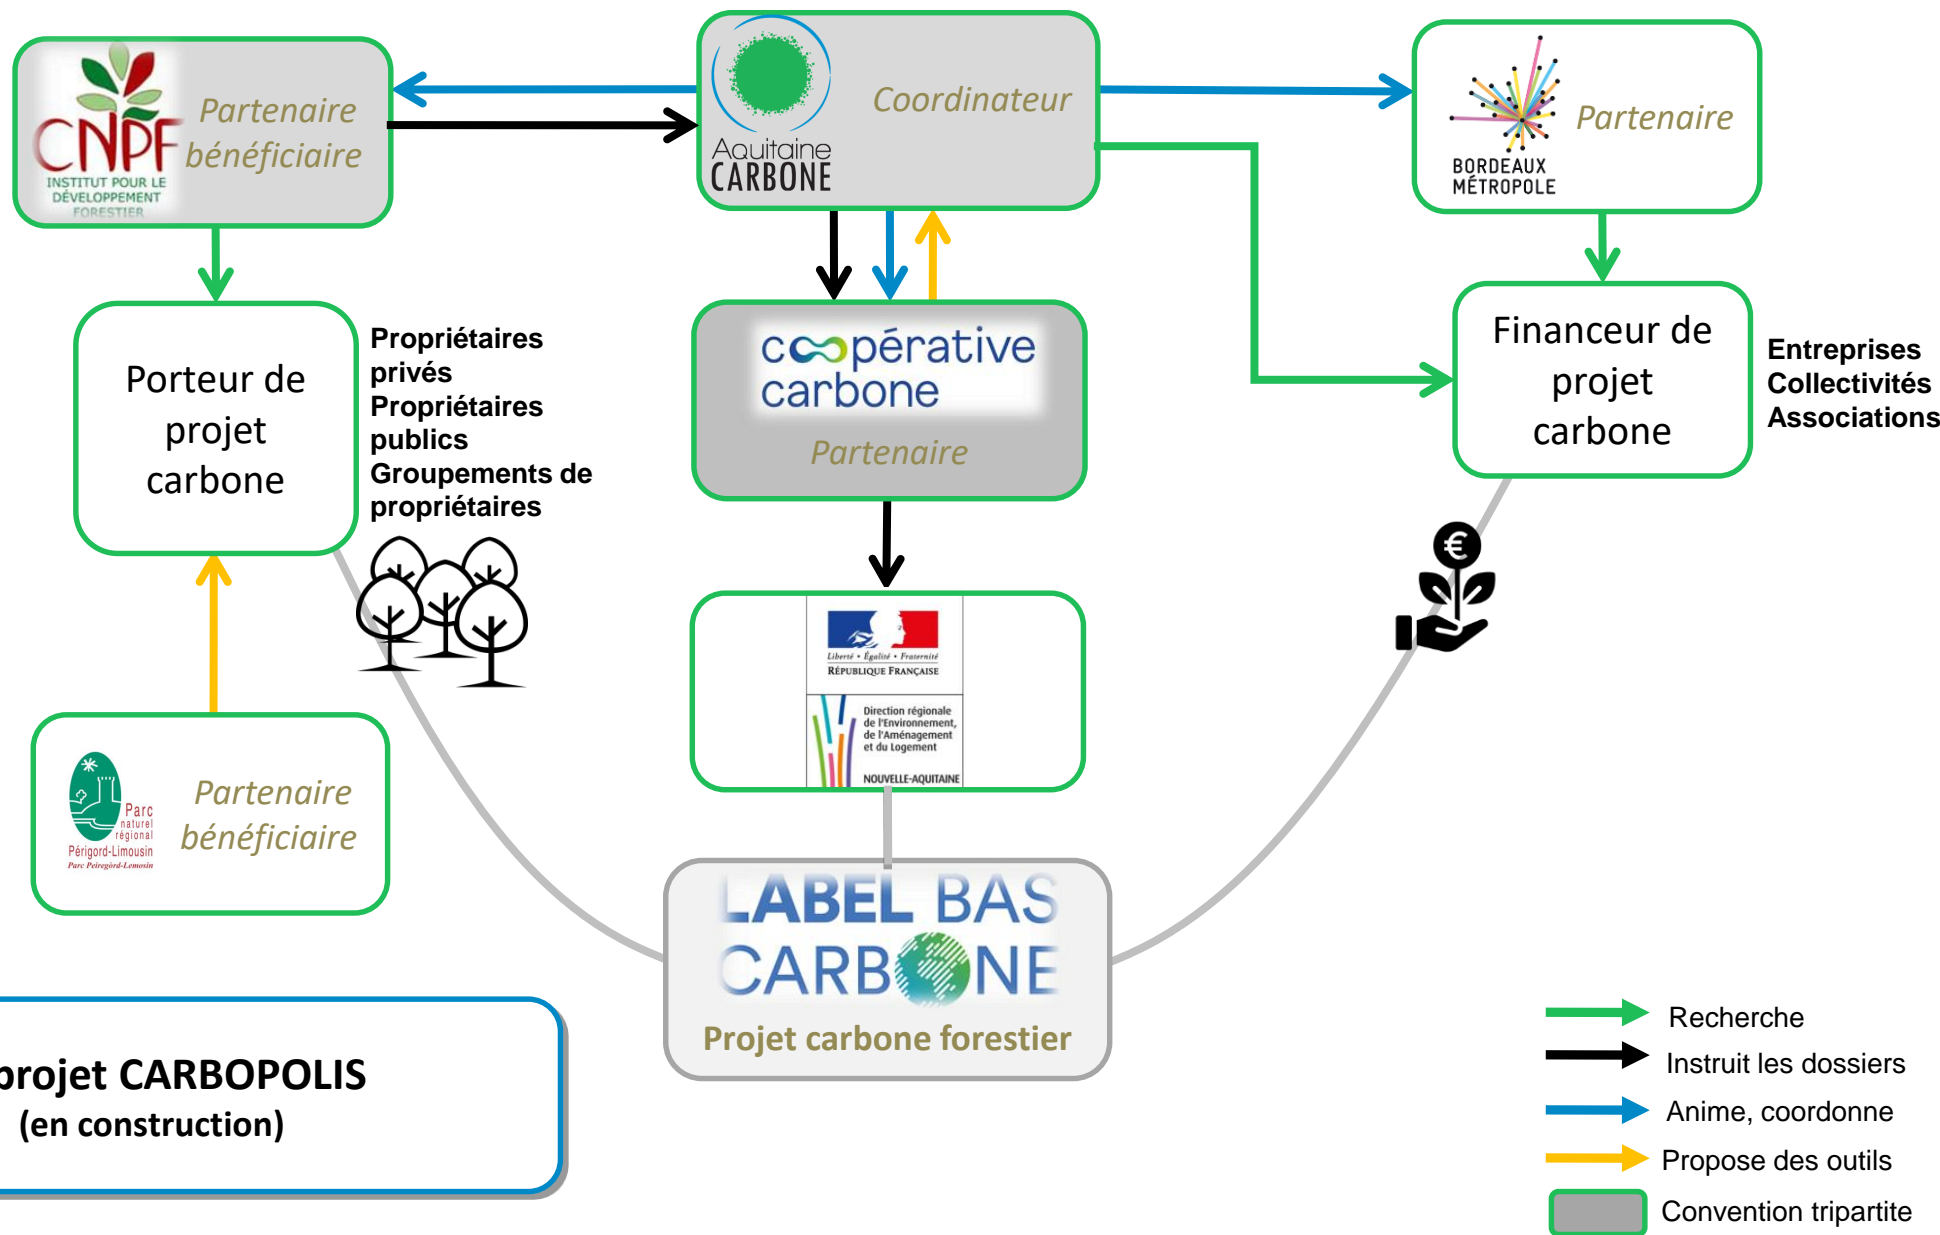 CNPF
INSTITUT POUR LE
DÉVELOPPEMENT
FORESTIER
Partenaire
bénéficiaire
Aquitaine
CARBONE
Coordinateur
BORDEAUX
MÉTROPOLE
Partenaire
Porteur de
projet
carbone
Propriétaires
privés
Propriétaires
publics
Groupements de
propriétaires
coopérative
carbone
Partenaire
Financeur de
projet
carbone
Entreprises
Collectivités
Associations
€
Liberté • Égalité • Fraternité
RÉPUBLIQUE FRANÇAISE
Direction régionale
de l'Environnement,
de l'Aménagement
et du Logement
NOUVELLE-AQUITAINE
Parc
naturel
régional
Périgord-Limousin
Parc Peiregòrd-Lemosin
Partenaire
bénéficiaire
LABEL BAS
CARBONE
Projet carbone forestier
projet CARBOPOLIS
(en construction)
Recherche
Instruit les dossiers
Anime, coordonne
Propose des outils
Convention tripartite